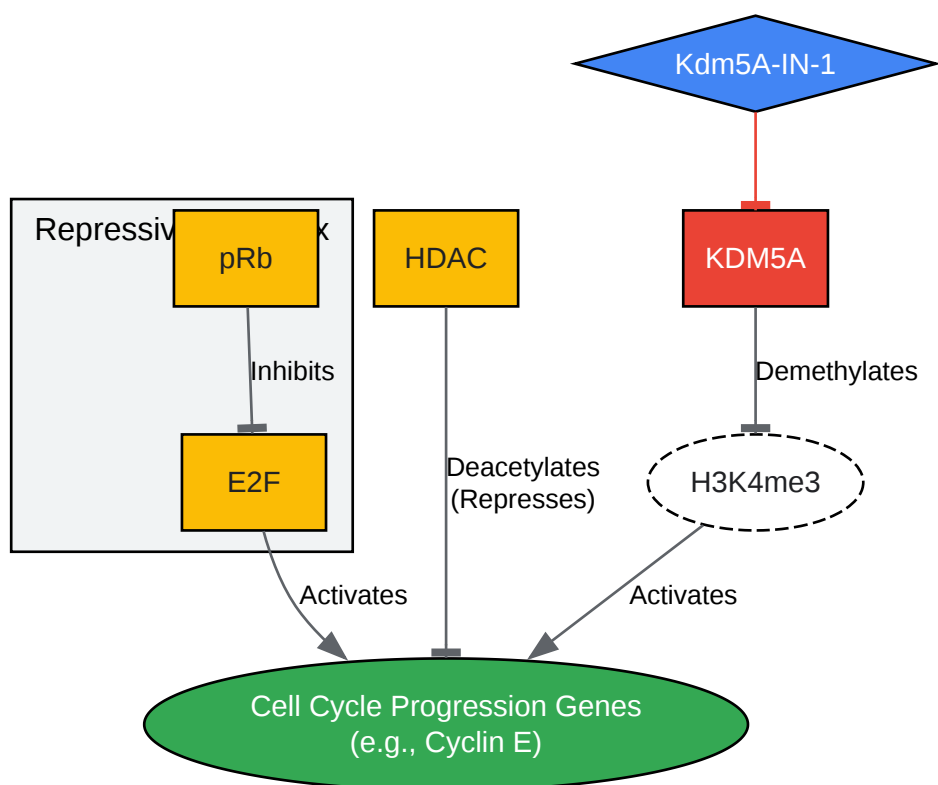 Kdm5A-IN-1
Repressiv x
pRb
HDAC
KDM5A
Inhibits
Demethylates
E2F
Deacetylates
(Represses)
H3K4me3
Activates
Activates
Cell Cycle Progression Genes
(e.g., Cyclin E)